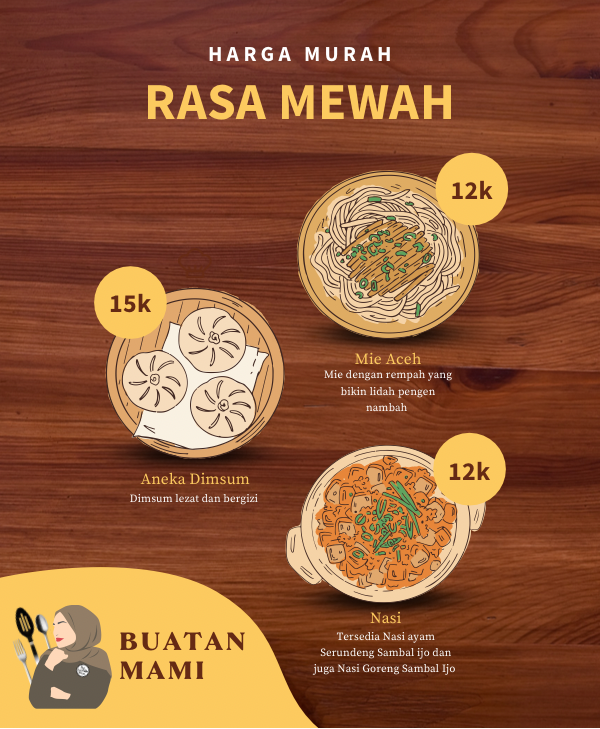 HARGA MURAH
RASA MEWAH
12k
Mie Aceh
Mie dengan rempah yang
bikin lidah pengen
nambah
15k
Aneka Dimsum
Dimsum lezat dan bergizi
12k
Nasi
Tersedia Nasi ayam
Serundeng Sambal ijo dan
juga Nasi Goreng Sambal Ijo
BUATAN
MAMI